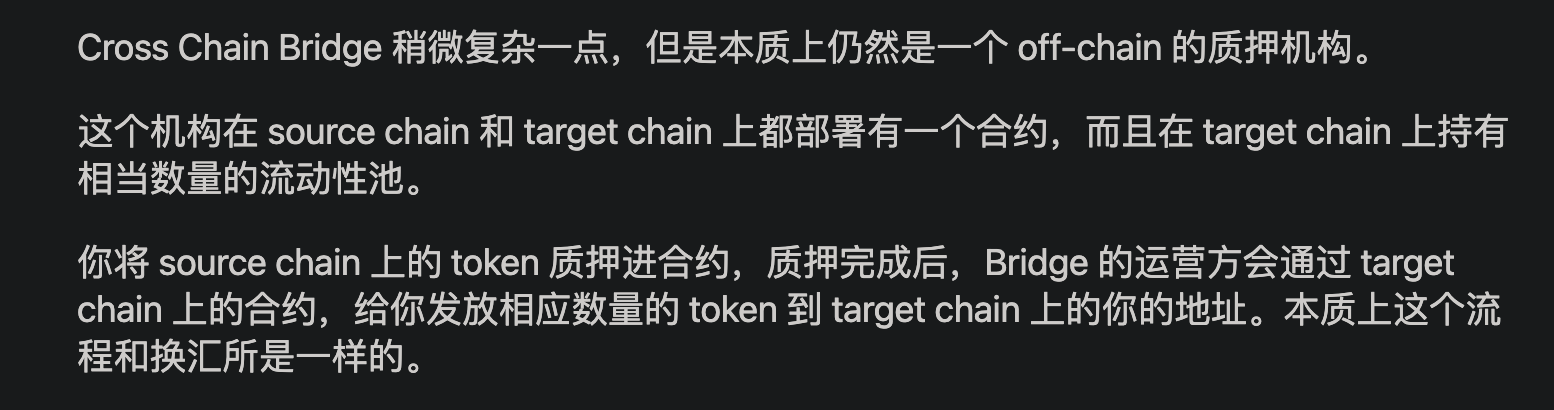 Cross Chain Bridge 稍微复杂一点，但是本质上仍然是一个 off-chain 的质押机构。
这个机构在 source chain 和 target chain 上都部署有一个合约，而且在 target chain 上持有
相当数量的流动性池。
你将 source chain 上的 token 质押进合约，质押完成后，Bridge 的运营方会通过 target
chain 上的合约，给你发放相应数量的 token 到 target chain 上的你的地址。本质上这个流
程和换汇所是一样的。